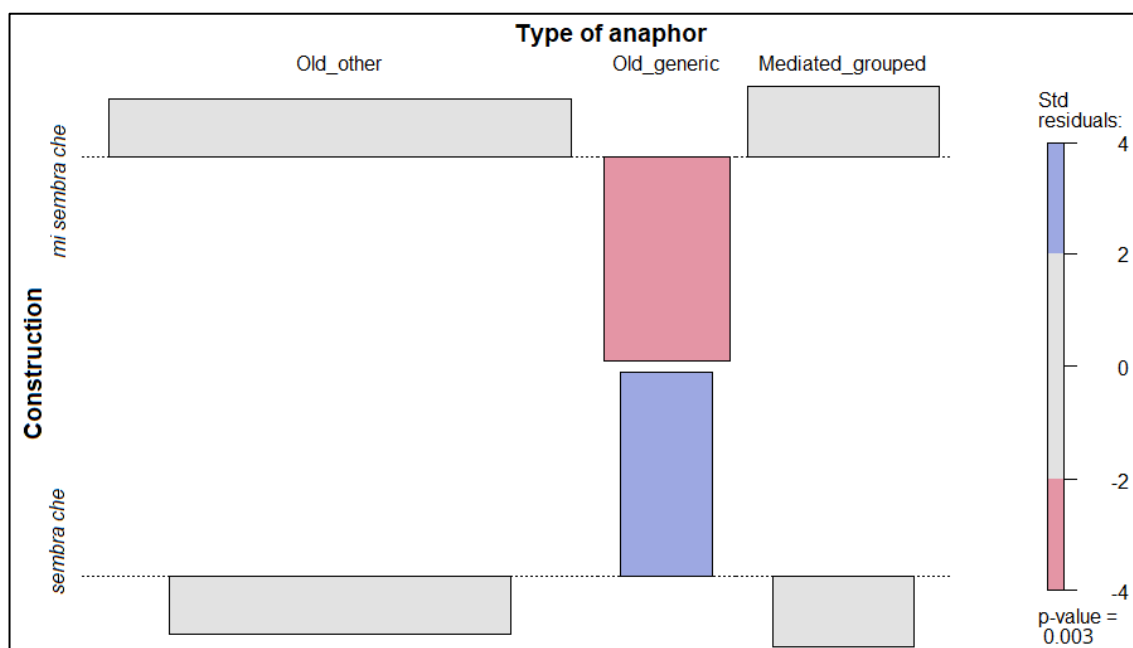 Type of anaphor
Old_other
Old_generic
Mediated_grouped
Construction
mi sembra che
sembra che
Std
residuals:
4
2
0
-2
-4
p-value =
0.003